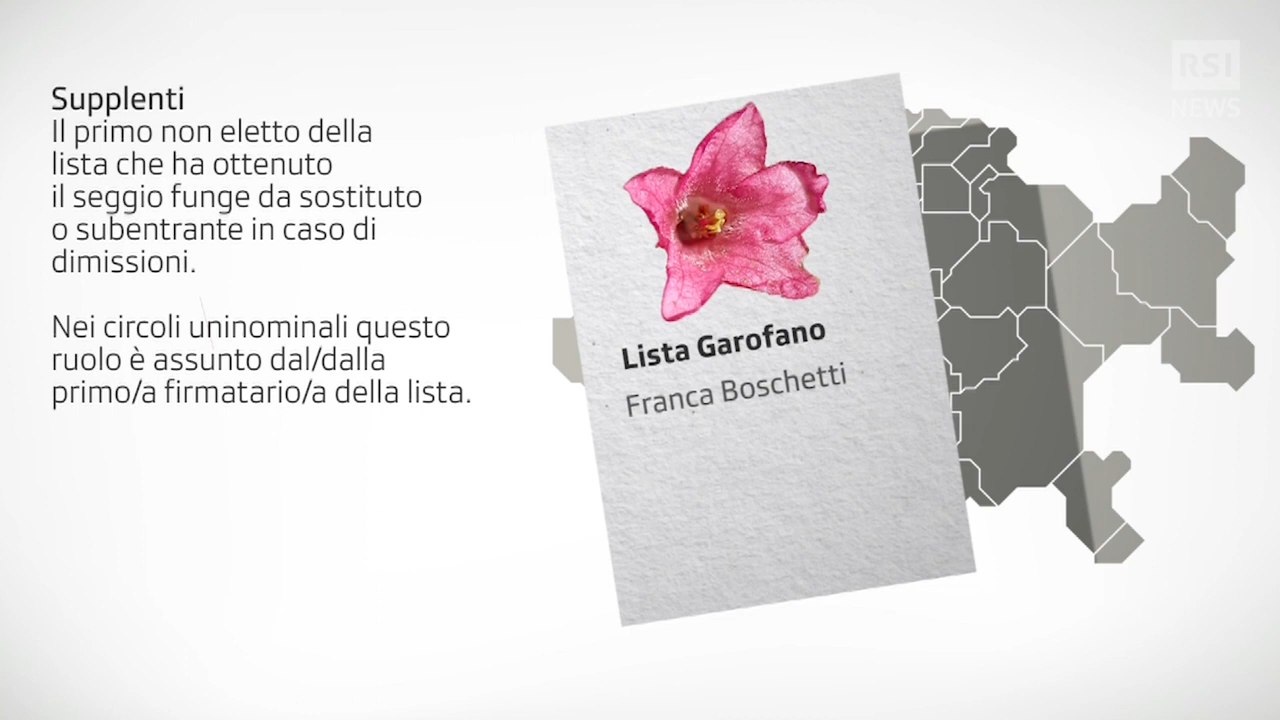 Supplenti
Il primo non eletto della
lista che ha ottenuto
il seggio funge da sostituto
o subentrante in caso di
dimissioni.
Nei circoli uninominali questo
ruolo è assunto dal/dalla
primo/a firmatario/a della lista.
Lista Garofano
Franca Boschetti
RSI
NEWS